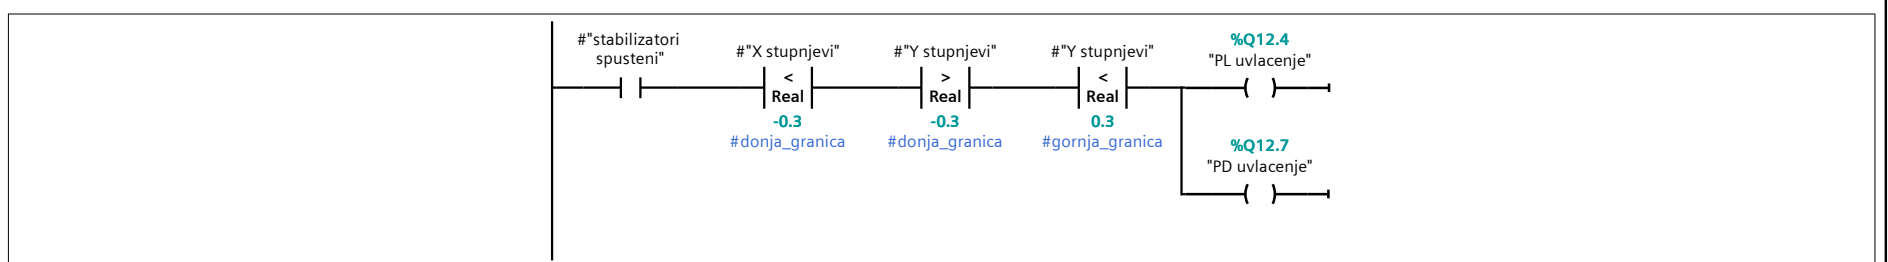 #"stabilizatori
spusteni"
#"X stupnjevi"
<
Real
-0.3
#donja_granica
#"Y stupnjevi"
>
Real
-0.3
#donja_granica
#"Y stupnjevi"
<
Real
0.3
#gornja_granica
%Q12.4
"PL uvlacenje"
%Q12.7
"PD uvlacenje"